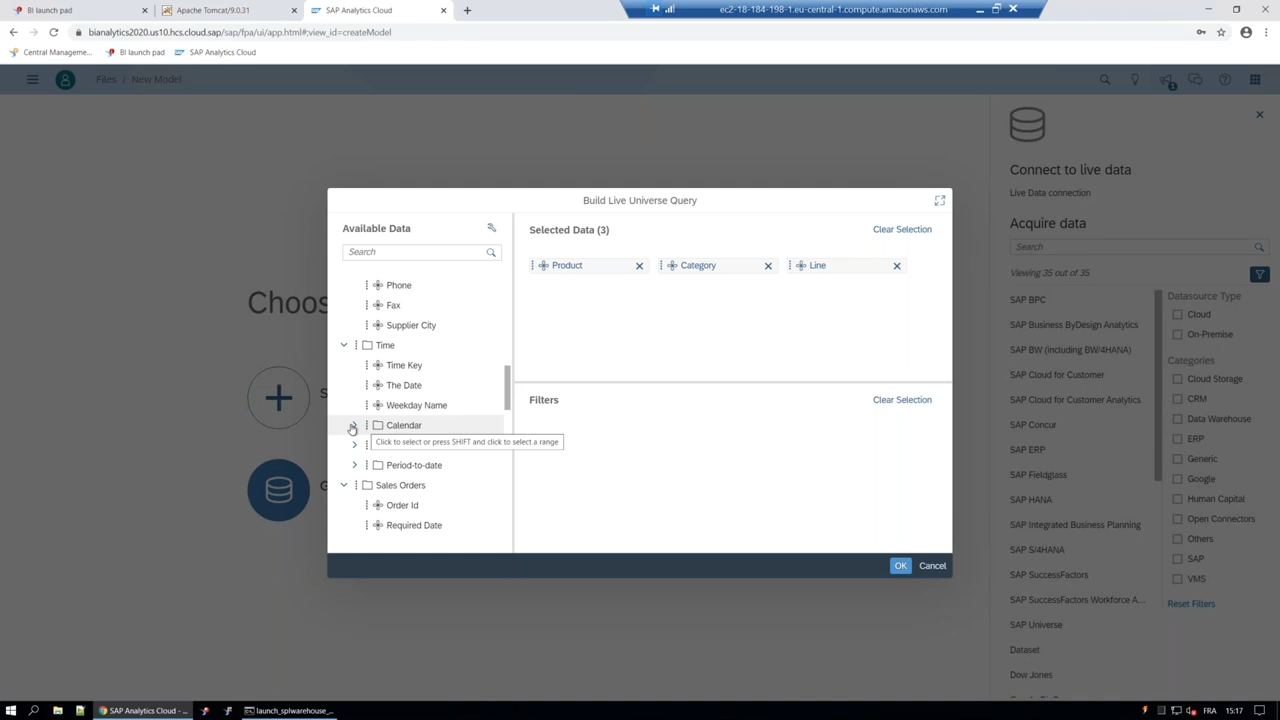 BI launch pad
Apache Tomcat/9.0.31
SAP Analytics Cloud
ec2-18-184-198-1.eu-central-1.compute.amazonaws.com
bianalytics2020.us10.hcs.cloud.sap/sap/fpa/ui/app.html#;view_id=createModel
Central Manageme...
BI launch pad
SAP Analytics Cloud
Files / New Model
1
Choos
Connect to live data
Live Data connection
Acquire data
Search
Viewing 35 out of 35
SAP BPC
SAP Business ByDesign Analytics
SAP BW (including BW/4HANA)
SAP Cloud for Customer
SAP Cloud for Customer Analytics
SAP Concur
SAP ERP
SAP Fieldglass
SAP HANA
SAP Integrated Business Planning
SAP S/4HANA
SAP SuccessFactors
SAP SuccessFactors Workforce A...
SAP Universe
Dataset
Dow Jones
Datasource Type
Cloud
On-Premise
Categories
Cloud Storage
CRM
Data Warehouse
ERP
Generic
Google
Human Capital
Open Connectors
Others
SAP
VMS
Reset Filters
Build Live Universe Query
Available Data
Search
Phone
Fax
Supplier City
Time
Time Key
The Date
Weekday Name
Calendar
Click to select or press SHIFT and click to select a range
Period-to-date
Sales Orders
Order Id
Required Date
Selected Data (3)
Clear Selection
Product
Category
Line
Filters
Clear Selection
OK
Cancel
SAP Analytics Cloud - ...
launch_splwarehouse_...
FRA
15:17